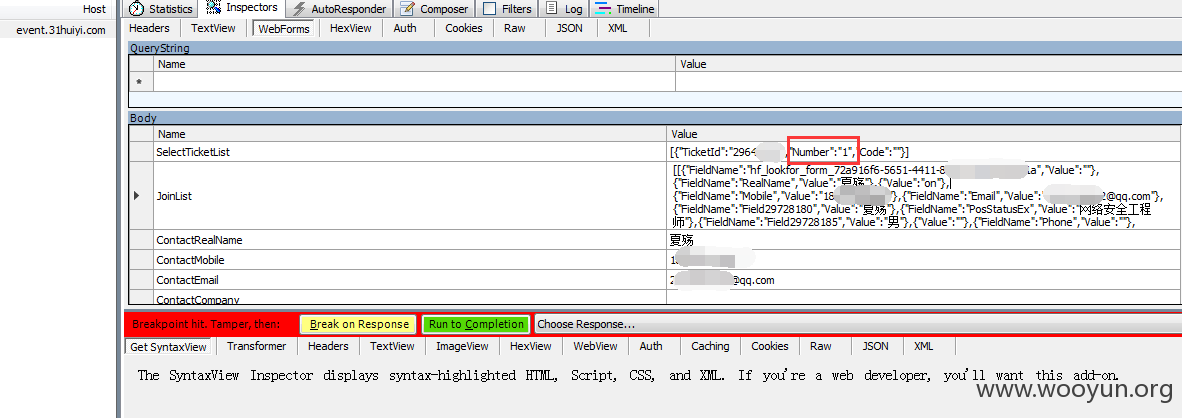 Host
Statistics Inspectors AutoResponder Composer Filters Log Timeline
event.31huiyi.com
Headers TextView WebForms HexView Auth Cookies Raw JSON XML
QueryString
Name Value
*
Body
Name Value
SelectTicketList [{"TicketId":"2964 ,"Number":"1","Code":""}]
[[{"FieldName":"hf_lookfor_form_72a916f6-5651-4411-8 1a","Value":""},
{"FieldName":"RealName","Value":"夏殇"},{"Value":"on"},
JoinList {"FieldName":"Mobile","Value":"18 "},{"FieldName":"Email","Value": 2@qq.com"},
{"FieldName":"Field29728180","Value":"夏殇"},{"FieldName":"PosStatusEx","Value":"网络安全工程
师"},{"FieldName":"Field29728185","Value":"男"},{"Value":""},{"FieldName":"Phone","Value":""},
ContactRealName 夏殇
ContactMobile 1
ContactEmail 2 @qq.com
ContactCompany
Breakpoint hit. Tamper, then: Break on Response Run to Completion Choose Response...
Get SyntaxView Transformer Headers TextView ImageView HexView WebView Auth Caching Cookies Raw JSON XML
The SyntaxView Inspector displays syntax-highlighted HTML, Script, CSS, and XML. If you're a web developer, you'll want this add-on.
www.wooyun.org